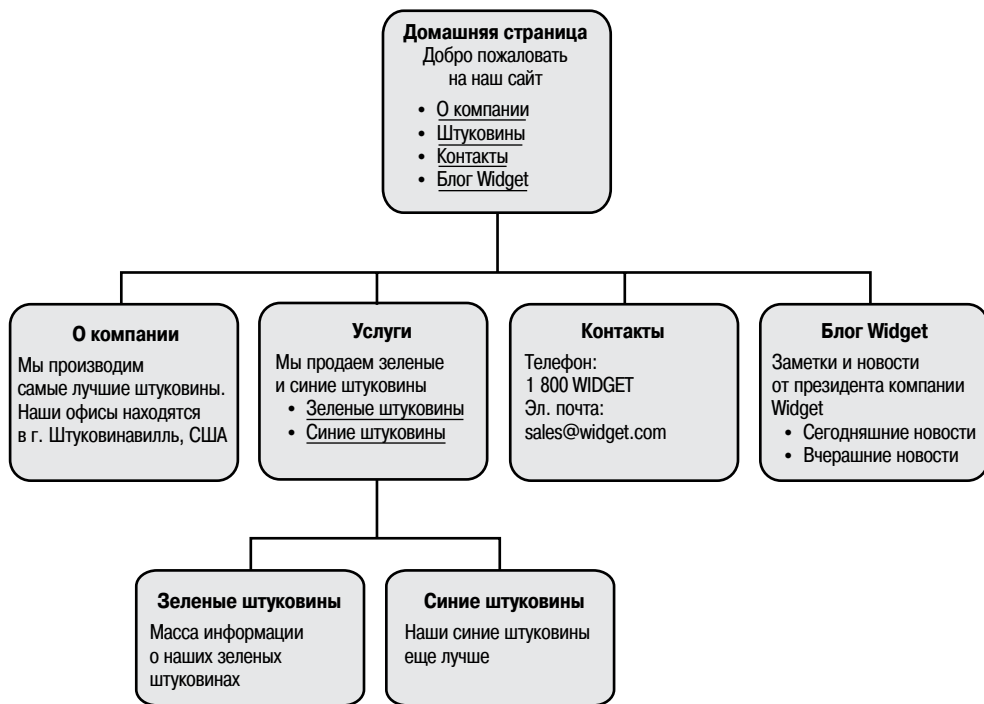 Домашняя страница
Добро пожаловать
на наш сайт
• О компании
• Штуковины
• Контакты
• Блог Widget
О компании
Мы производим
самые лучшие штуковины.
Наши офисы находятся
в г. Штуковинавилль, США
Услуги
Мы продаем зеленые
и синие штуковины
• Зеленые штуковины
• Синие штуковины
Контакты
Телефон:
1 800 WIDGET
Эл. почта:
sales@widget.com
Блог Widget
Заметки и новости
от президента компании
Widget
• Сегодняшние новости
• Вчерашние новости
Зеленые штуковины
Масса информации
о наших зеленых
штуковинах
Синие штуковины
Наши синие штуковины
еще лучше